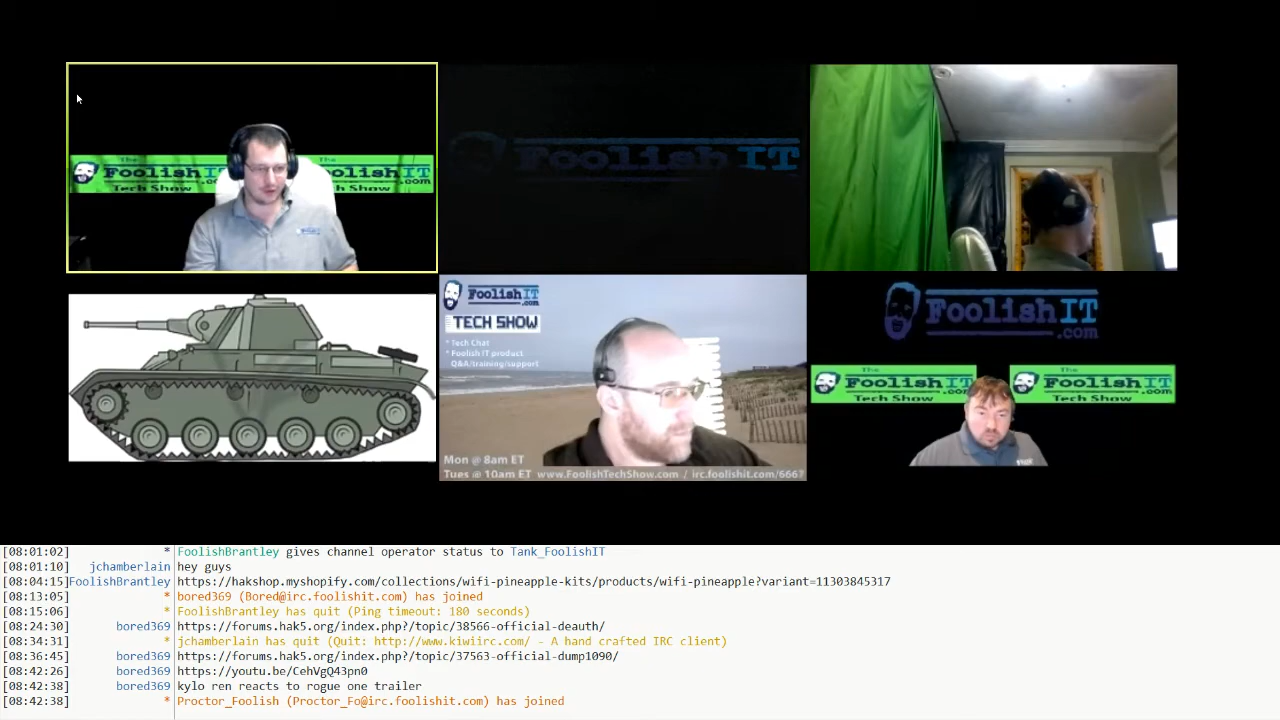 The
FoolishIT
Tech Show
The
FoolishIT
Tech Show
FoolishIT
FoolishIT
.com
TECH SHOW
* Tech Chat
* Foolish IT product
Q&A/training/support
Mon @ 8am ET
Tues @ 10am ET www.FoolishTechShow.com / irc.foolishit.com/6667
FoolishIT
.com
The
FoolishIT
Tech Show
The
FoolishIT
Tech Show
[08:01:02] * FoolishBrantley gives channel operator status to Tank_FoolishIT
[08:01:10] jchamberlain hey guys
[08:04:15] FoolishBrantley https://hakshop.myshopify.com/collections/wifi-pineapple-kits/products/wifi-pineapple?variant=11303845317
[08:13:05] * bored369 (Bored@irc.foolishit.com) has joined
[08:15:06] * FoolishBrantley has quit (Ping timeout: 180 seconds)
[08:24:30] bored369 https://forums.hak5.org/index.php?/topic/38566-official-deauth/
[08:34:31] * jchamberlain has quit (Quit: http://www.kiwiirc.com/ - A hand crafted IRC client)
[08:36:45] bored369 https://forums.hak5.org/index.php?/topic/37563-official-dump1090/
[08:42:26] bored369 https://youtu.be/CehVgQ43pn0
[08:42:38] bored369 kylo ren reacts to rogue one trailer
[08:42:38] * Proctor_Foolish (Proctor_Fo@irc.foolishit.com) has joined